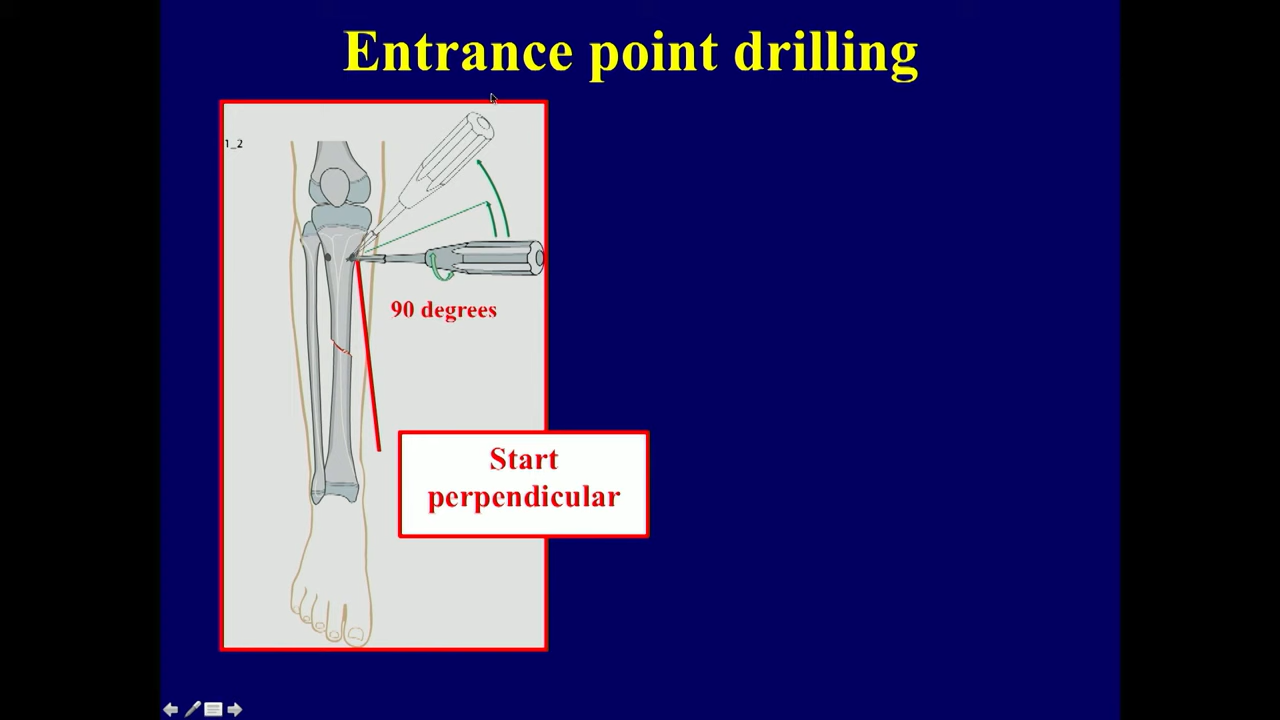 Entrance point drilling
1_2
90 degrees
Start
perpendicular